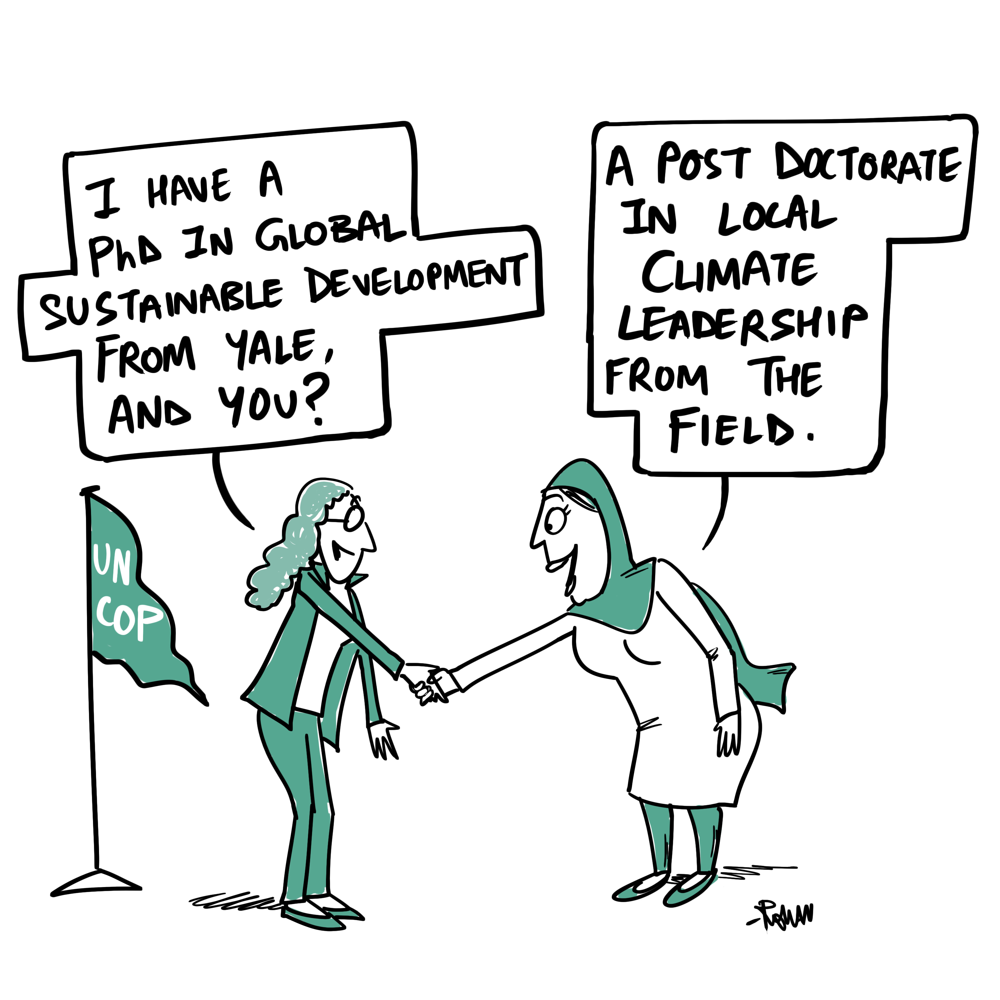 I HAVE A
PHD IN GLOBAL
SUSTAINABLE DEVELOPMENT
FROM YALE,
AND YOU?
A POST DOCTORATE
IN LOCAL
CLIMATE
LEADERSHIP
FROM THE
FIELD.
UN
COP